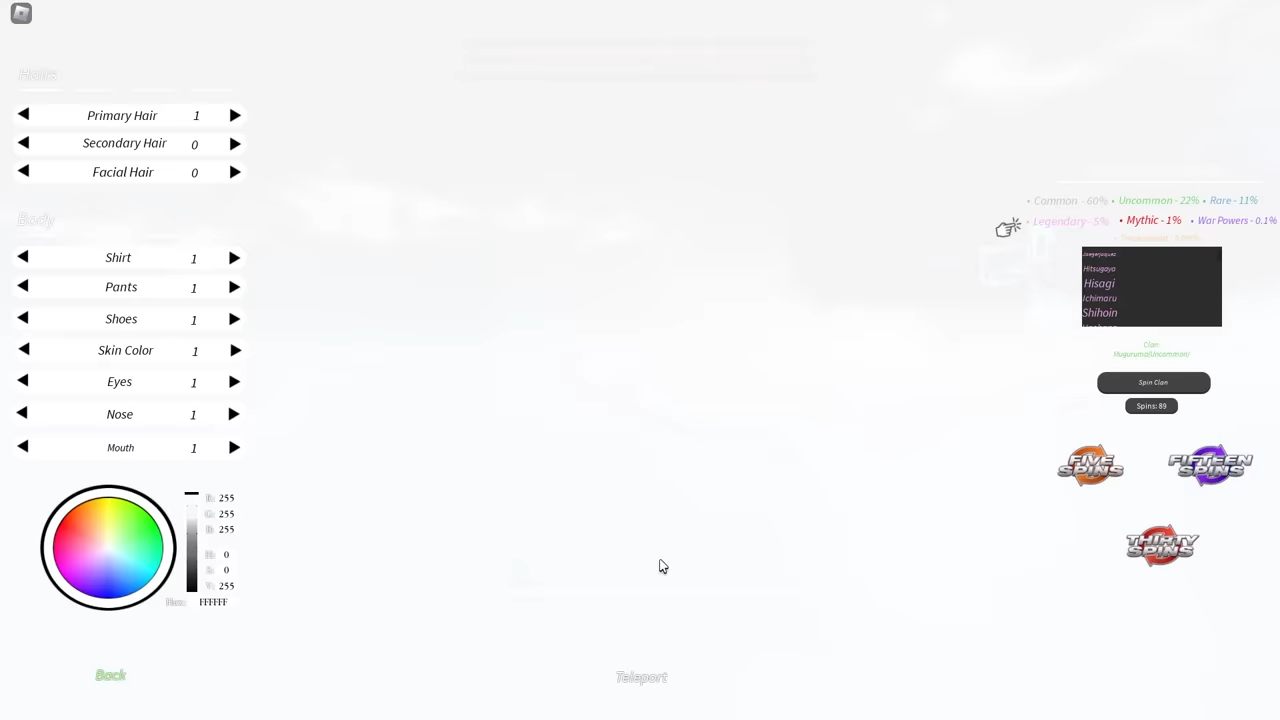 Hairs
Primary Hair 1
Secondary Hair 0
Facial Hair 0
Body
Shirt 1
Pants 1
Shoes 1
Skin Color 1
Eyes 1
Nose 1
Mouth 1
R: 255
G: 255
B: 255
H: 0
S: 0
V: 255
Hex: FFFFFF
Back
Teleport
• Common - 60% • Uncommon - 22% • Rare - 11%
• Legendary - 5% • Mythic - 1% • War Powers - 0.1%
Hitsugaya
Hisagi
Ichimaru
Shihoin
Clan
Muguruma(Uncommon)
Spin Clan
Spins: 89
FIVE SPINS
FIFTEEN SPINS
THIRTY SPINS